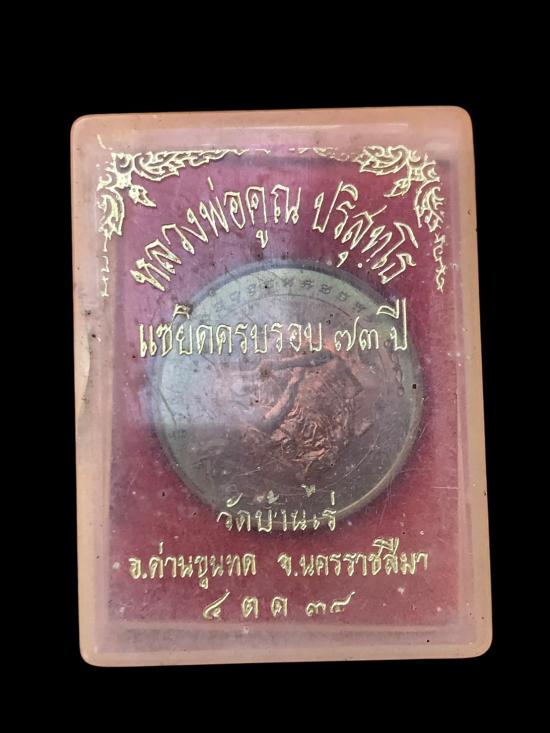 หลวงพ่อคูณ ปริสุทฺโธ
แซยิดครบรอบ ๗๓ ปี
วัดบ้านไร่
อ.ด่านขุนทด จ.นครราชสีมา
๔ ต ค ๓๔